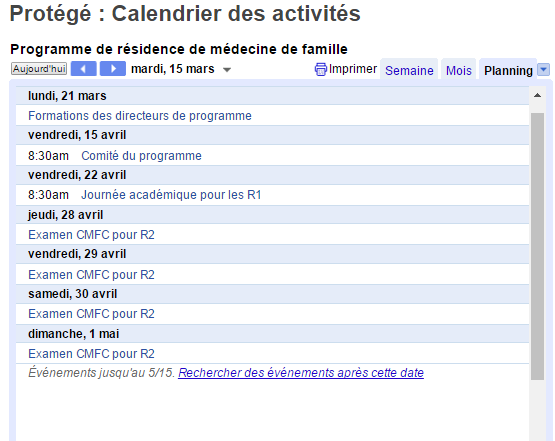 Protégé : Calendrier des activités
Programme de résidence de médecine de famille
Aujourd'hui mardi, 15 mars Imprimer Semaine Mois Planning
lundi, 21 mars
Formations des directeurs de programme
vendredi, 15 avril
8:30am Comité du programme
vendredi, 22 avril
8:30am Journée académique pour les R1
jeudi, 28 avril
Examen CMFC pour R2
vendredi, 29 avril
Examen CMFC pour R2
samedi, 30 avril
Examen CMFC pour R2
dimanche, 1 mai
Examen CMFC pour R2
Événements jusqu'au 5/15. Rechercher des événements après cette date